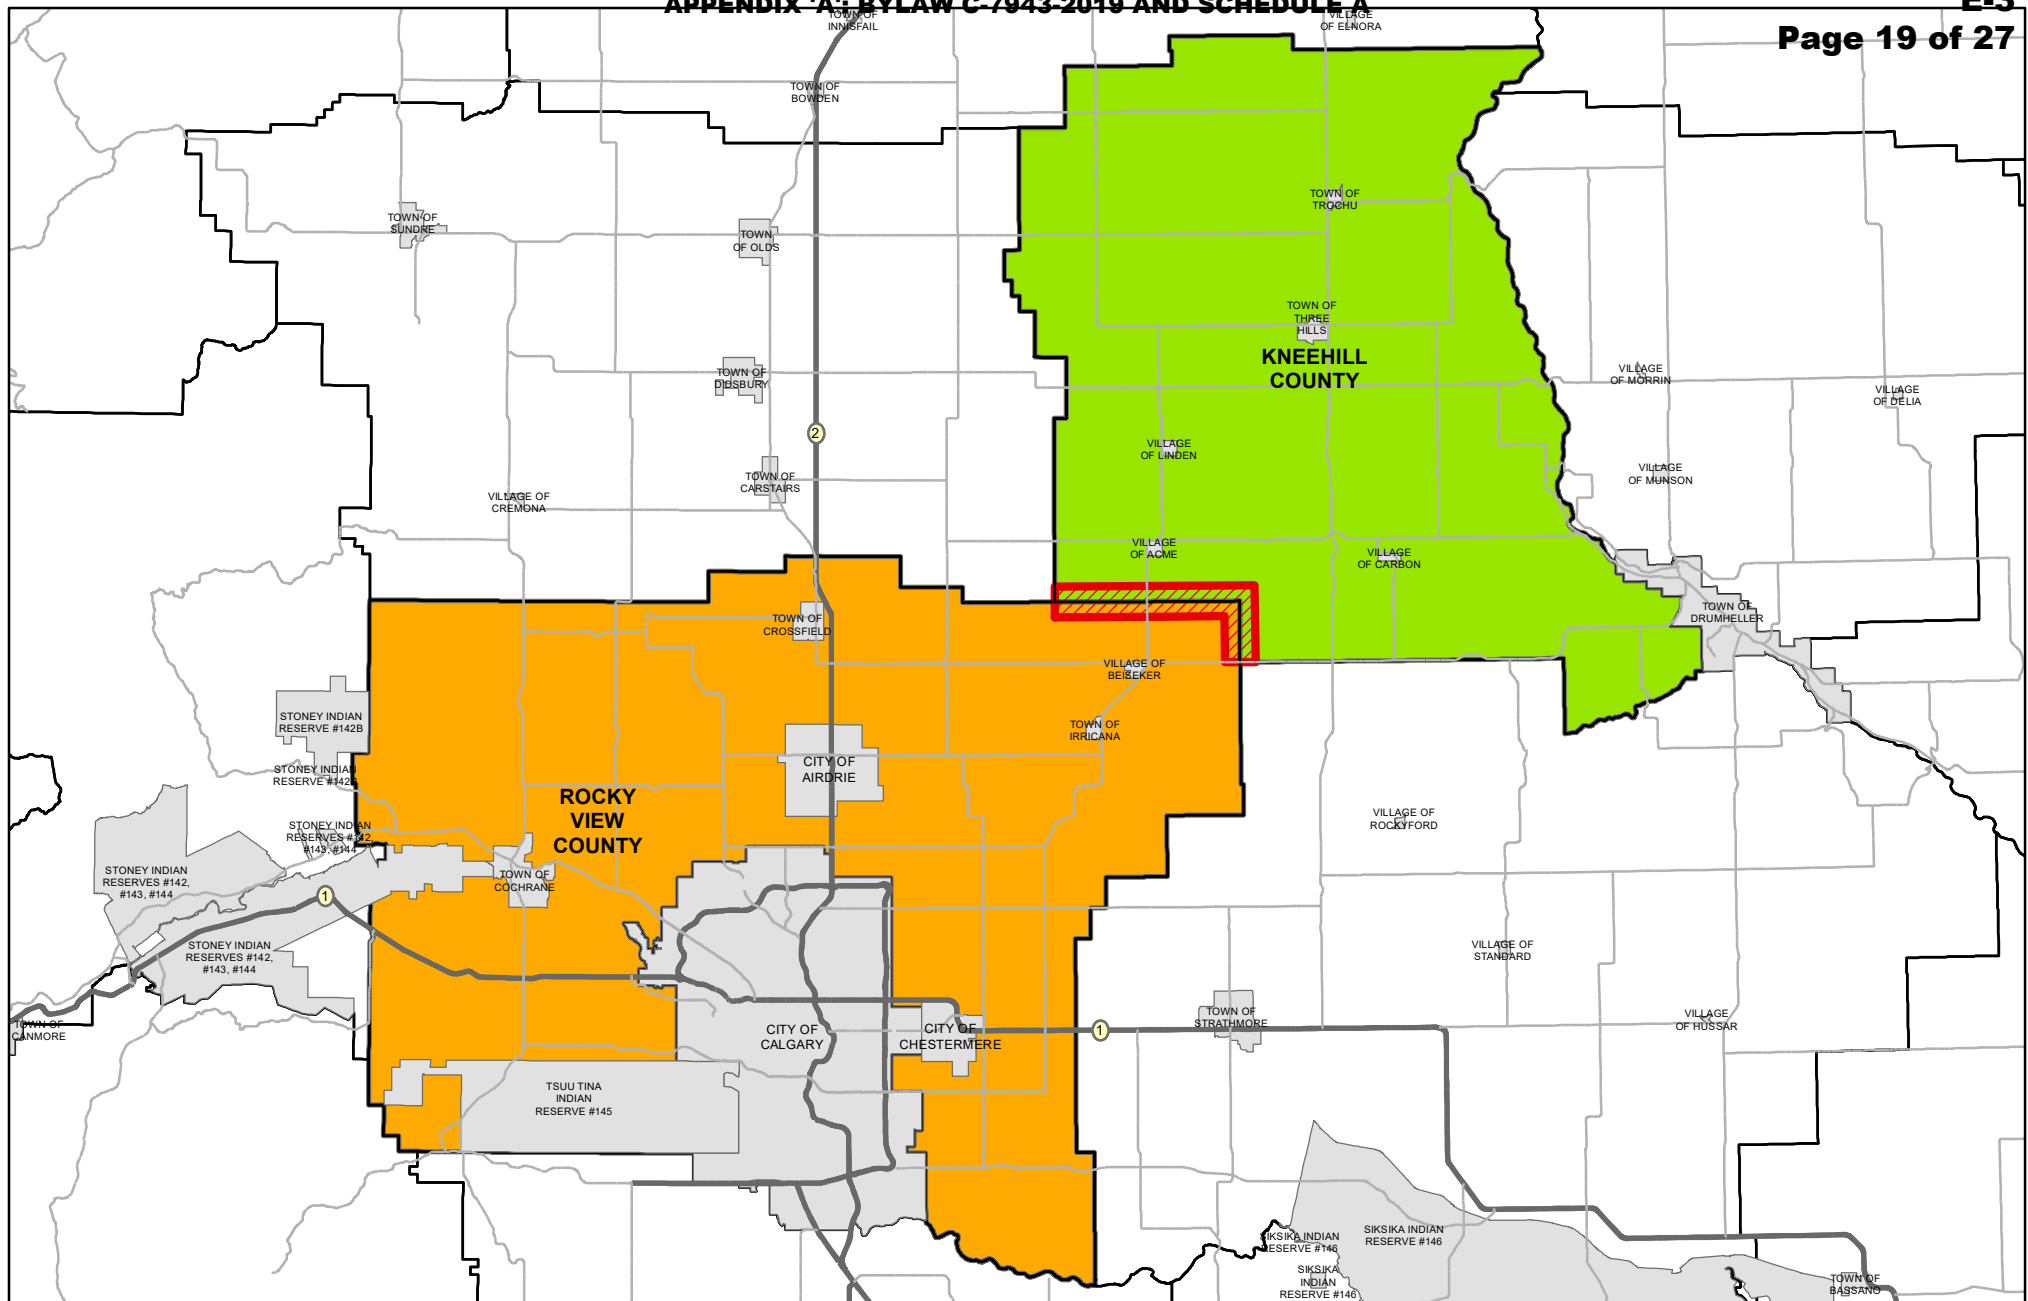 APPENDIX 'A': BYLAW C-7943-2019 AND SCHEDULE A
E-3
Page 19 of 27
TOWN OF
INNISFAIL
VILLAGE
OF ELNORA
TOWN OF
BOWDEN
TOWN OF
SUNDRE
TOWN
OF OLDS
TOWN OF
TROCHU
TOWN OF
THREE
HILLS
KNEEHILL
COUNTY
TOWN OF
DIDSBURY
VILLAGE
OF MORRIN
VILLAGE
OF DELIA
2
VILLAGE
OF LINDEN
TOWN OF
CARSTAIRS
VILLAGE
OF MUNSON
VILLAGE OF
CREMONA
VILLAGE
OF ACME
VILLAGE
OF CARBON
TOWN OF
CROSSFIELD
TOWN OF
DRUMHELLER
VILLAGE OF
BEISEKER
STONEY INDIAN
RESERVE #142B
TOWN OF
IRRICANA
STONEY INDIAN
RESERVE #142B
CITY OF
AIRDRIE
ROCKY
VIEW
COUNTY
VILLAGE OF
ROCKYFORD
STONEY INDIAN
RESERVES #142,
#143, #144
STONEY INDIAN
RESERVES #142,
#143, #144
TOWN OF
COCHRANE
1
STONEY INDIAN
RESERVES #142,
#143, #144
VILLAGE OF
STANDARD
TOWN OF
CANMORE
CITY OF
CALGARY
CITY OF
CHESTERMERE
1
TOWN OF
STRATHMORE
VILLAGE
OF HUSSAR
TSUU TINA
INDIAN
RESERVE #145
SIKSIKA INDIAN
RESERVE #146
SIKSIKA INDIAN
RESERVE #146
SIKSIKA
INDIAN
RESERVE #146
TOWN OF
BASSANO